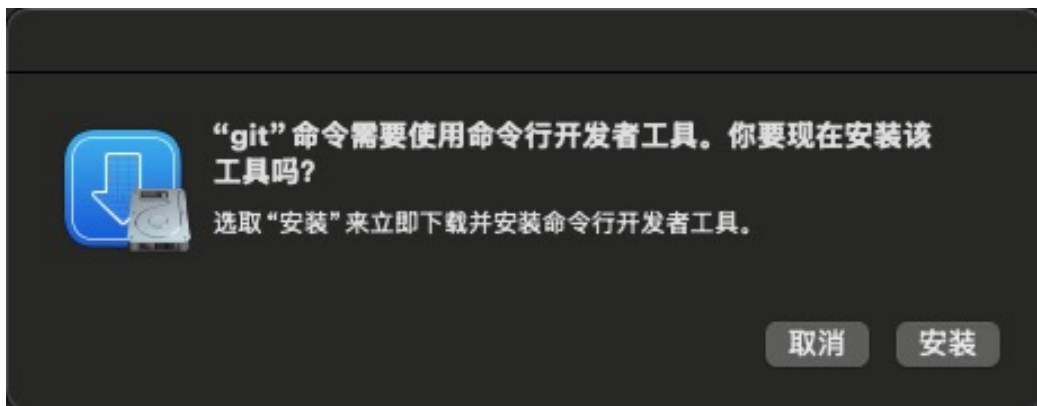 “git”命令需要使用命令行开发者工具。你要现在安装该
工具吗？
选取“安装”来立即下载并安装命令行开发者工具。
取消 安装